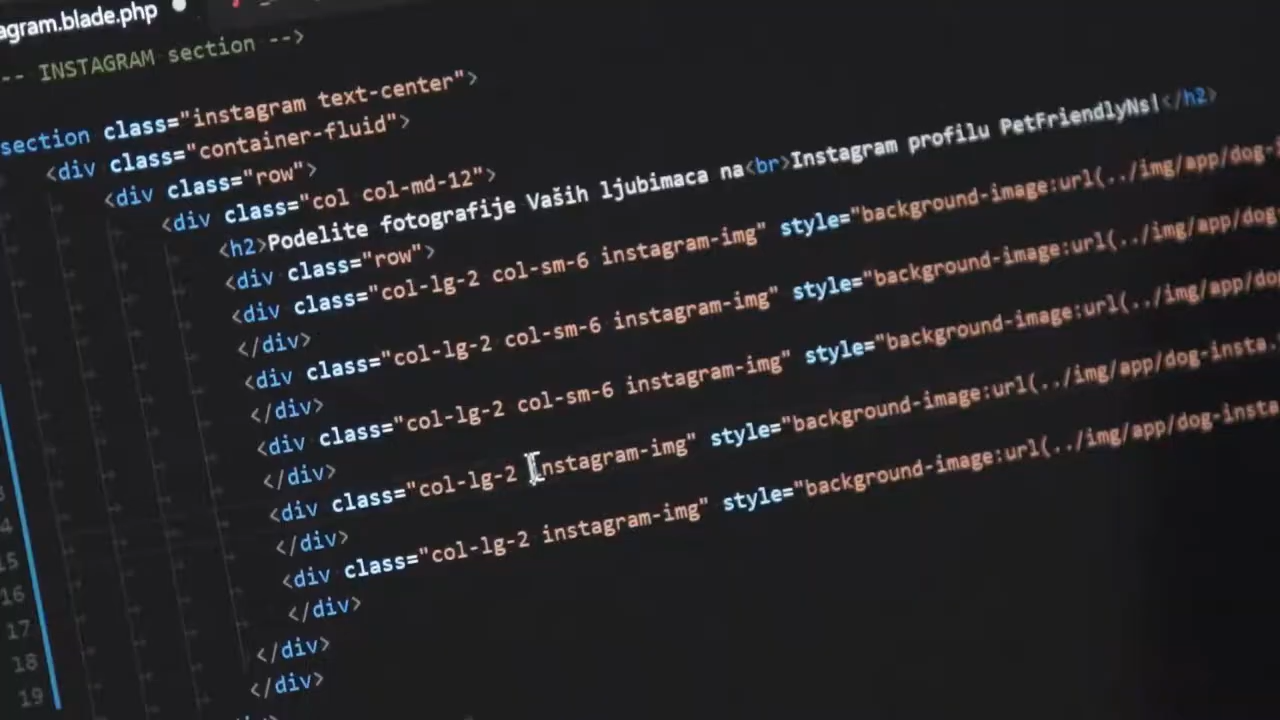 agram.blade.php
-- INSTAGRAM section -->
section class="instagram text-center">
<div class="container-fluid">
<div class="row">
<div class="col col-md-12">
<h2>Podelite fotografije Vaših ljubimaca na<br>Instagram profilu PetFriendlyNs!</h2>
<div class="row">
<div class="col-lg-2 col-sm-6 instagram-img" style="background-image:url(../img/app/dog-i
</div>
<div class="col-lg-2 col-sm-6 instagram-img" style="background-image:url(../img/app/dog
</div>
<div class="col-lg-2 col-sm-6 instagram-img" style="background-image:url(../img/app/do
</div>
<div class="col-lg-2 instagram-img" style="background-image:url(../img/app/dog-insta.
</div>
<div class="col-lg-2 instagram-img" style="background-image:url(../img/app/dog-insta
</div>
</div>
</div>
15
16
17
18
19